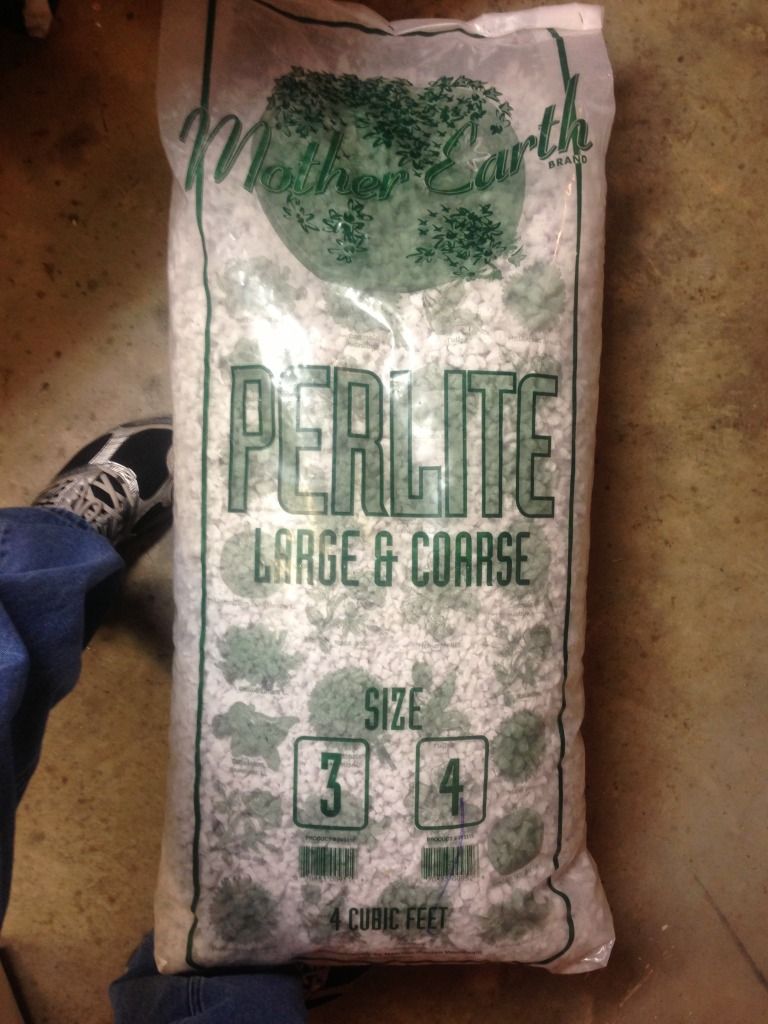 Mother Earth
BRAND
PERLITE
LARGE & COARSE
SIZE
3 4
4 CUBIC FEET